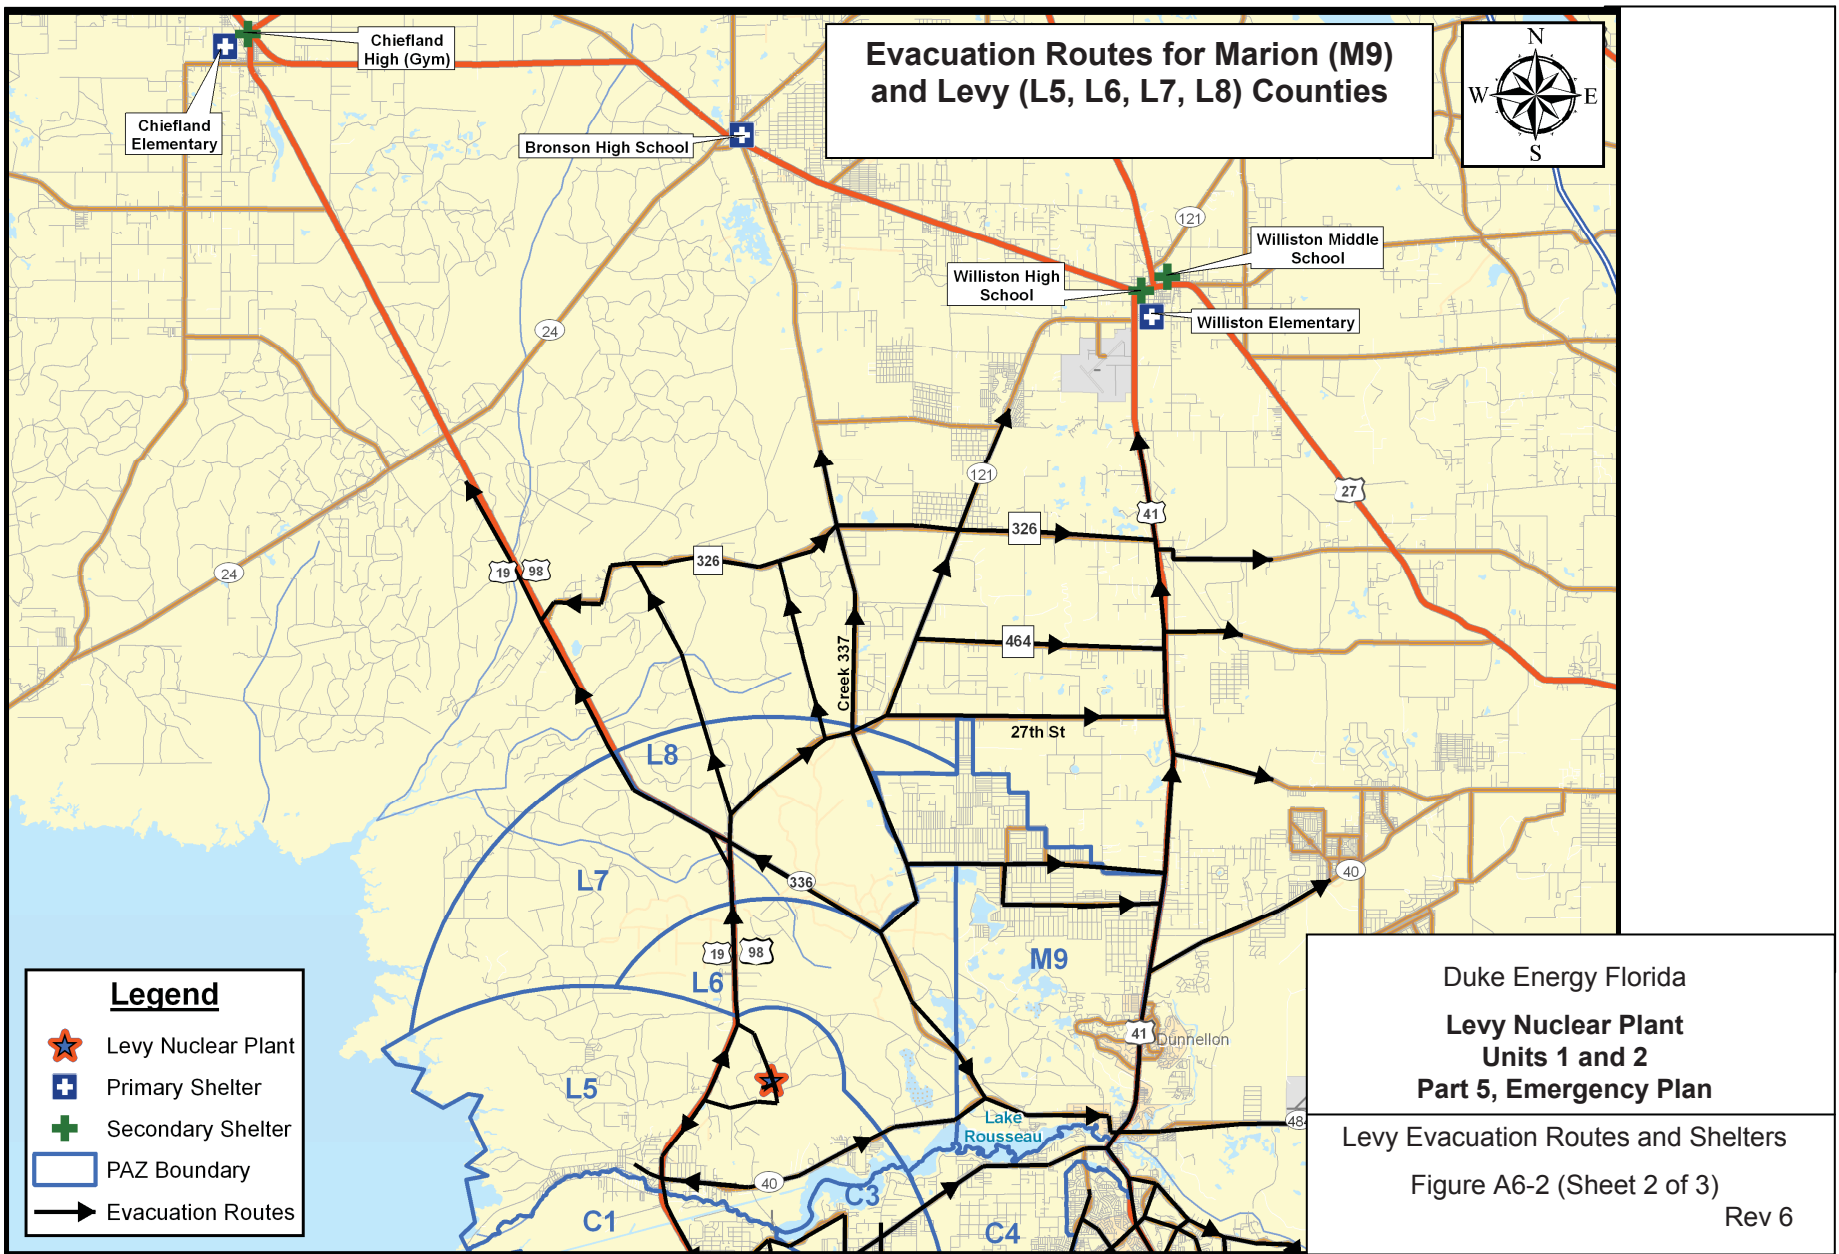 Evacuation Routes for Marion (M9)
and Levy (L5, L6, L7, L8) Counties
N
W
E
S
Chiefland
High (Gym)
Chiefland
Elementary
Bronson High School
121
Williston Middle
School
Williston High
School
Williston Elementary
24
121
27
41
326
326
19
98
24
464
Creek 337
27th St
L8
L7
336
40
19
98
M9
L6
41
Dunnellon
L5
Lake
Rousseau
484
40
C3
C1
C4
Legend
Levy Nuclear Plant
Primary Shelter
Secondary Shelter
PAZ Boundary
Evacuation Routes
Duke Energy Florida
Levy Nuclear Plant
Units 1 and 2
Part 5, Emergency Plan
Levy Evacuation Routes and Shelters
Figure A6-2 (Sheet 2 of 3)
Rev 6